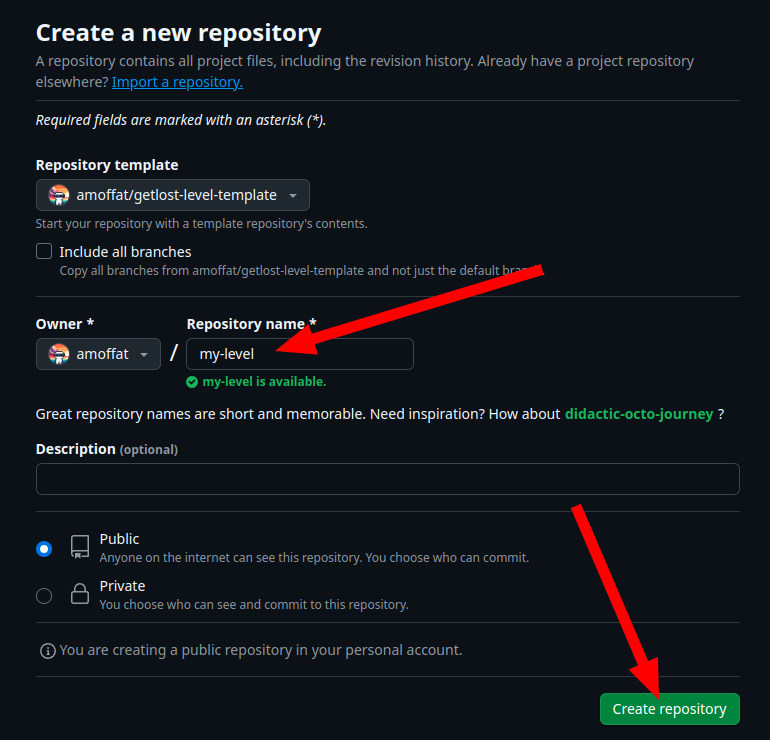 Create a new repository
A repository contains all project files, including the revision history. Already have a project repository
elsewhere? Import a repository.
Required fields are marked with an asterisk (*).
Repository template
amoffat/getlost-level-template
Start your repository with a template repository's contents.
Include all branches
Copy all branches from amoffat/getlost-level-template and not just the default
Owner *
Repository name *
amoffat
/
my-level
my-level is available.
Great repository names are short and memorable. Need inspiration? How about didactic-octo-journey ?
Description (optional)
Public
Anyone on the internet can see this repository. You choose who can commit.
Private
You choose who can see and commit to this repository.
You are creating a public repository in your personal account.
Create repository